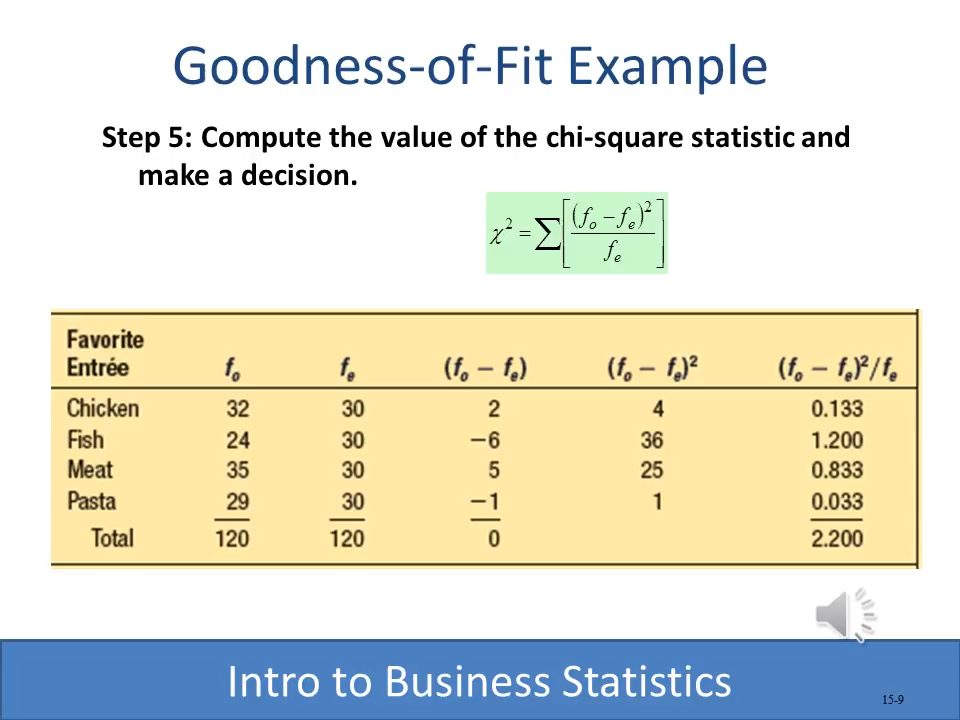 Goodness-of-Fit Example
Step 5: Compute the value of the chi-square statistic and
make a decision.
χ² = ∑[(fo − fe)² / fe]
Favorite
Entrée fo fe (fo − fe) (fo − fe)² (fo − fe)²/fe
Chicken 32 30 2 4 0.133
Fish 24 30 −6 36 1.200
Meat 35 30 5 25 0.833
Pasta 29 30 −1 1 0.033
Total 120 120 0 2.200
Intro to Business Statistics
15-9